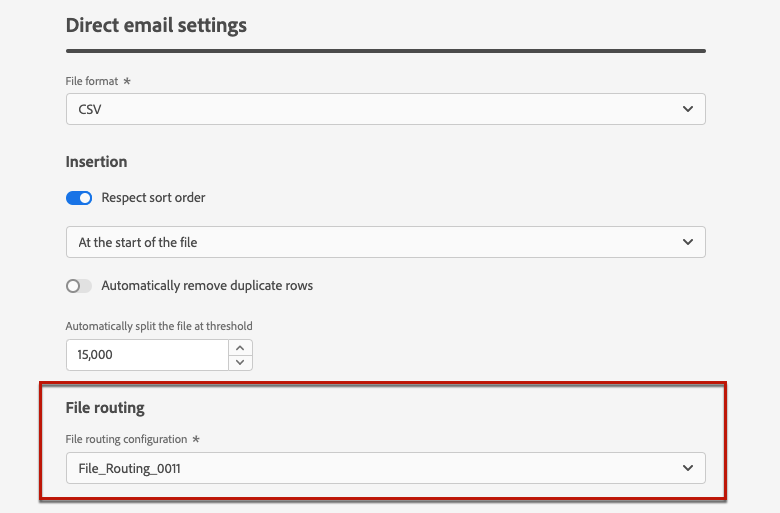 Direct email settings
File format *
CSV
Insertion
Respect sort order
At the start of the file
Automatically remove duplicate rows
Automatically split the file at threshold
15,000
File routing
File routing configuration *
File_Routing_0011